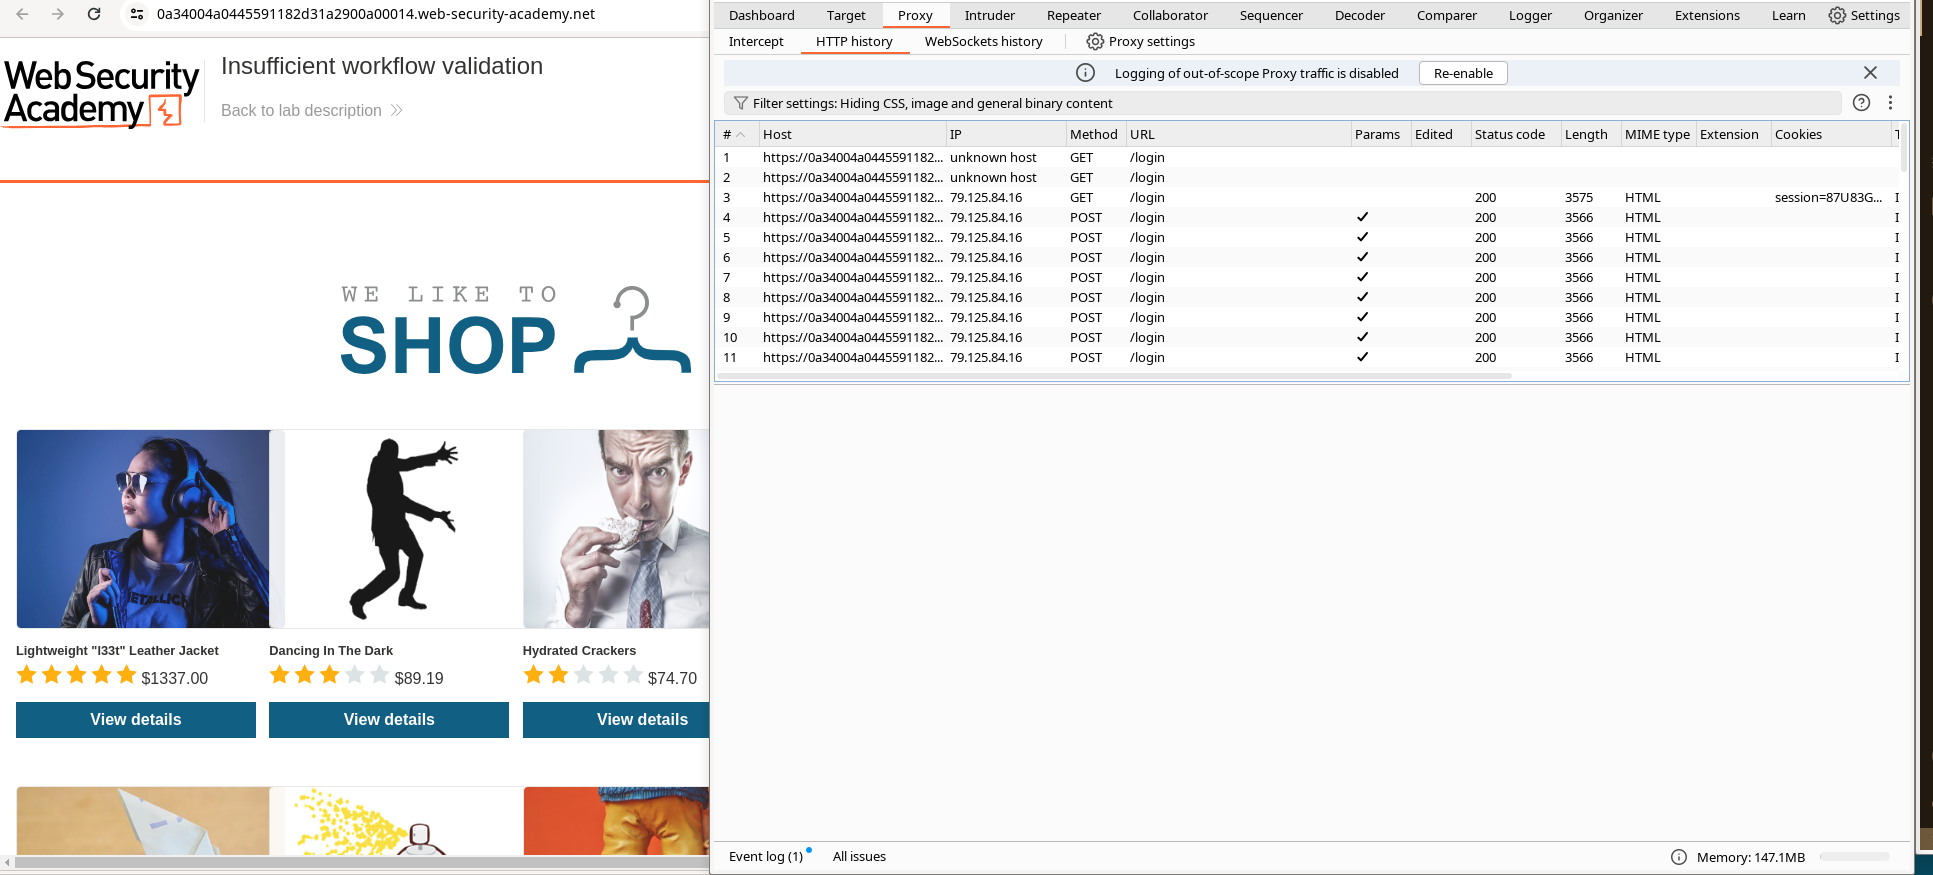 0a34004a0445591182d31a2900a00014.web-security-academy.net
Web Security
Academy
Insufficient workflow validation
Back to lab description
WE LIKE TO
SHOP
METALLICA
Lightweight "l33t" Leather Jacket
$1337.00
View details
Dancing In The Dark
$89.19
View details
Hydrated Crackers
$74.70
View details
Dashboard Target Proxy Intruder Repeater Collaborator Sequencer Decoder Comparer Logger Organizer Extensions Learn Settings
Intercept HTTP history WebSockets history Proxy settings
Logging of out-of-scope Proxy traffic is disabled Re-enable
Filter settings: Hiding CSS, image and general binary content
# Host IP Method URL Params Edited Status code Length MIME type Extension Cookies T
1 https://0a34004a0445591182... unknown host GET /login
2 https://0a34004a0445591182... unknown host GET /login
3 https://0a34004a0445591182... 79.125.84.16 GET /login 200 3575 HTML session=87U83G... I
4 https://0a34004a0445591182... 79.125.84.16 POST /login ✓ 200 3566 HTML I
5 https://0a34004a0445591182... 79.125.84.16 POST /login ✓ 200 3566 HTML I
6 https://0a34004a0445591182... 79.125.84.16 POST /login ✓ 200 3566 HTML I
7 https://0a34004a0445591182... 79.125.84.16 POST /login ✓ 200 3566 HTML I
8 https://0a34004a0445591182... 79.125.84.16 POST /login ✓ 200 3566 HTML I
9 https://0a34004a0445591182... 79.125.84.16 POST /login ✓ 200 3566 HTML I
10 https://0a34004a0445591182... 79.125.84.16 POST /login ✓ 200 3566 HTML I
11 https://0a34004a0445591182... 79.125.84.16 POST /login ✓ 200 3566 HTML I
Event log (1) All issues Memory: 147.1MB